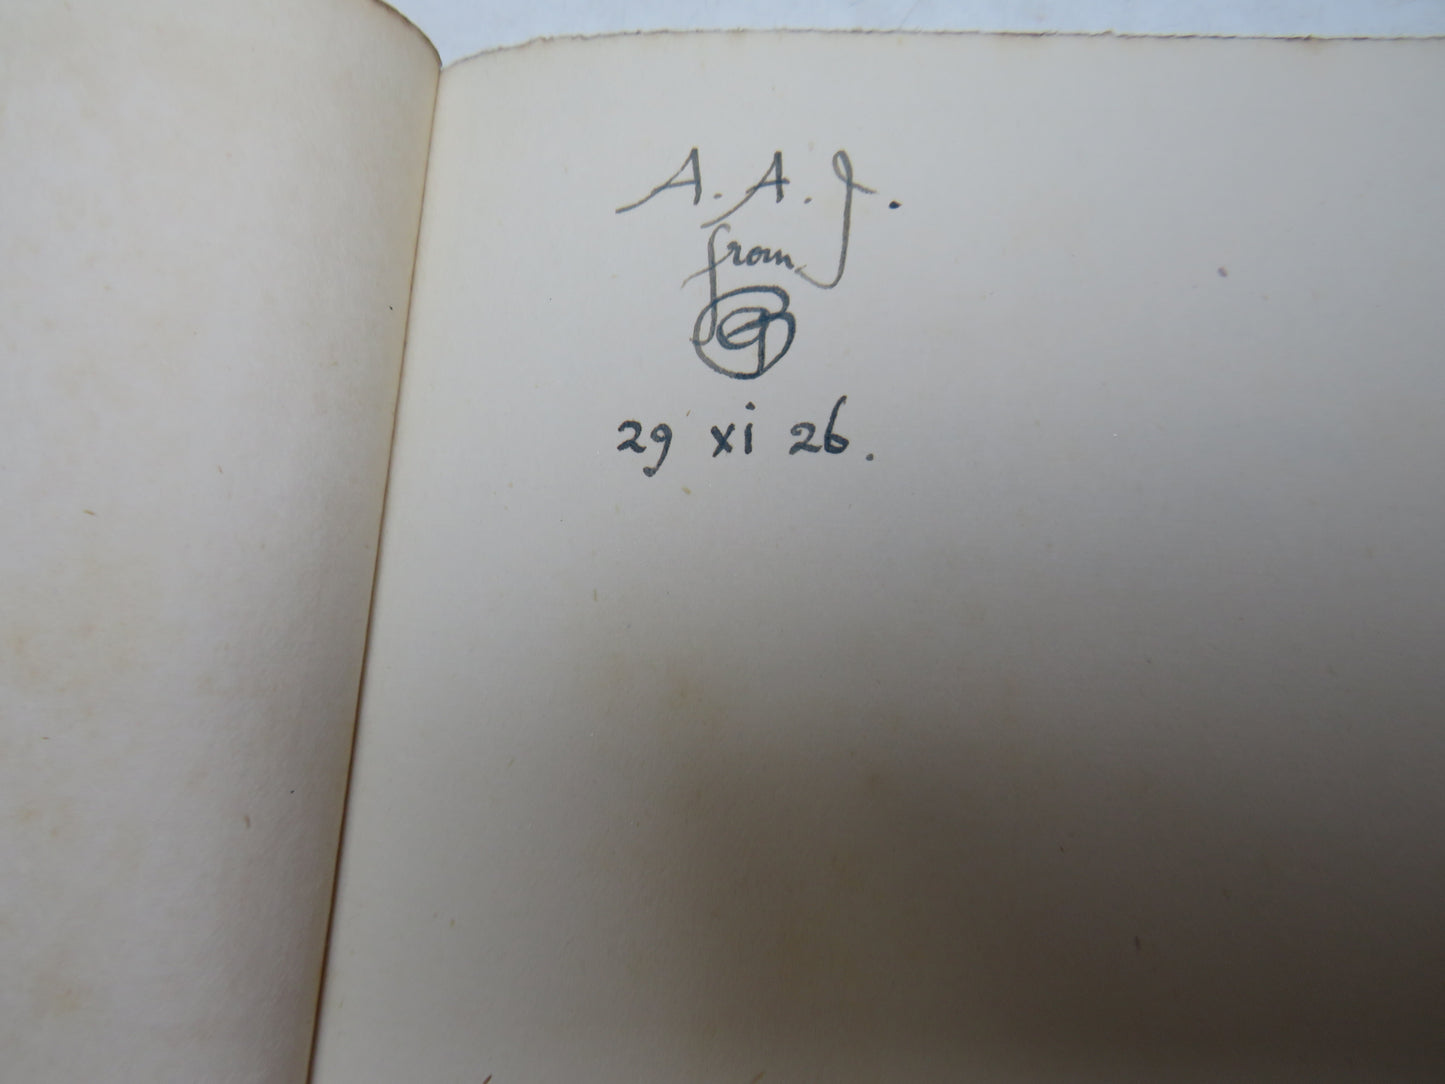 A. A. J.
from
29 xi 26.